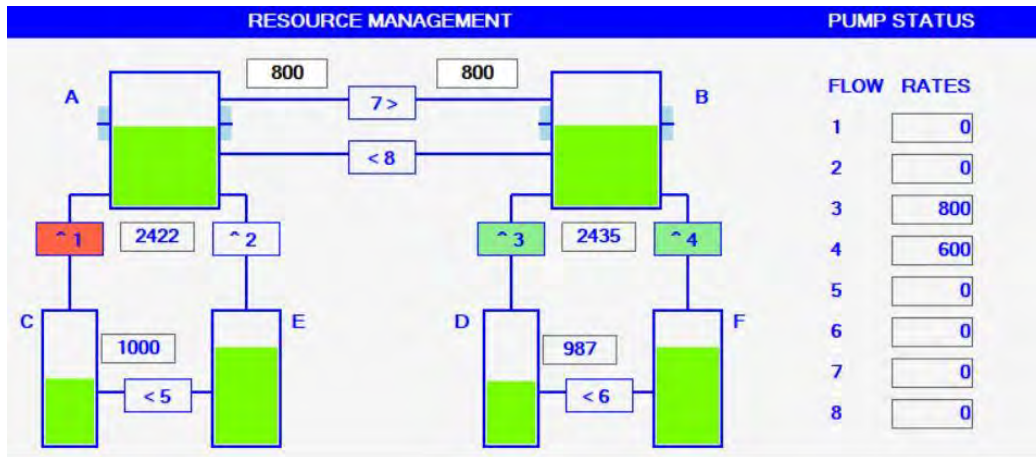 RESOURCE MANAGEMENT PUMP STATUS
800 800
A 7 > B FLOW RATES
1 0
< 8 2 0
3 800
^ 1 2422 ^ 2 ^ 3 2435 ^ 4
4 600
5 0
C E D F
1000 987 6 0
7 0
< 5 < 6
8 0